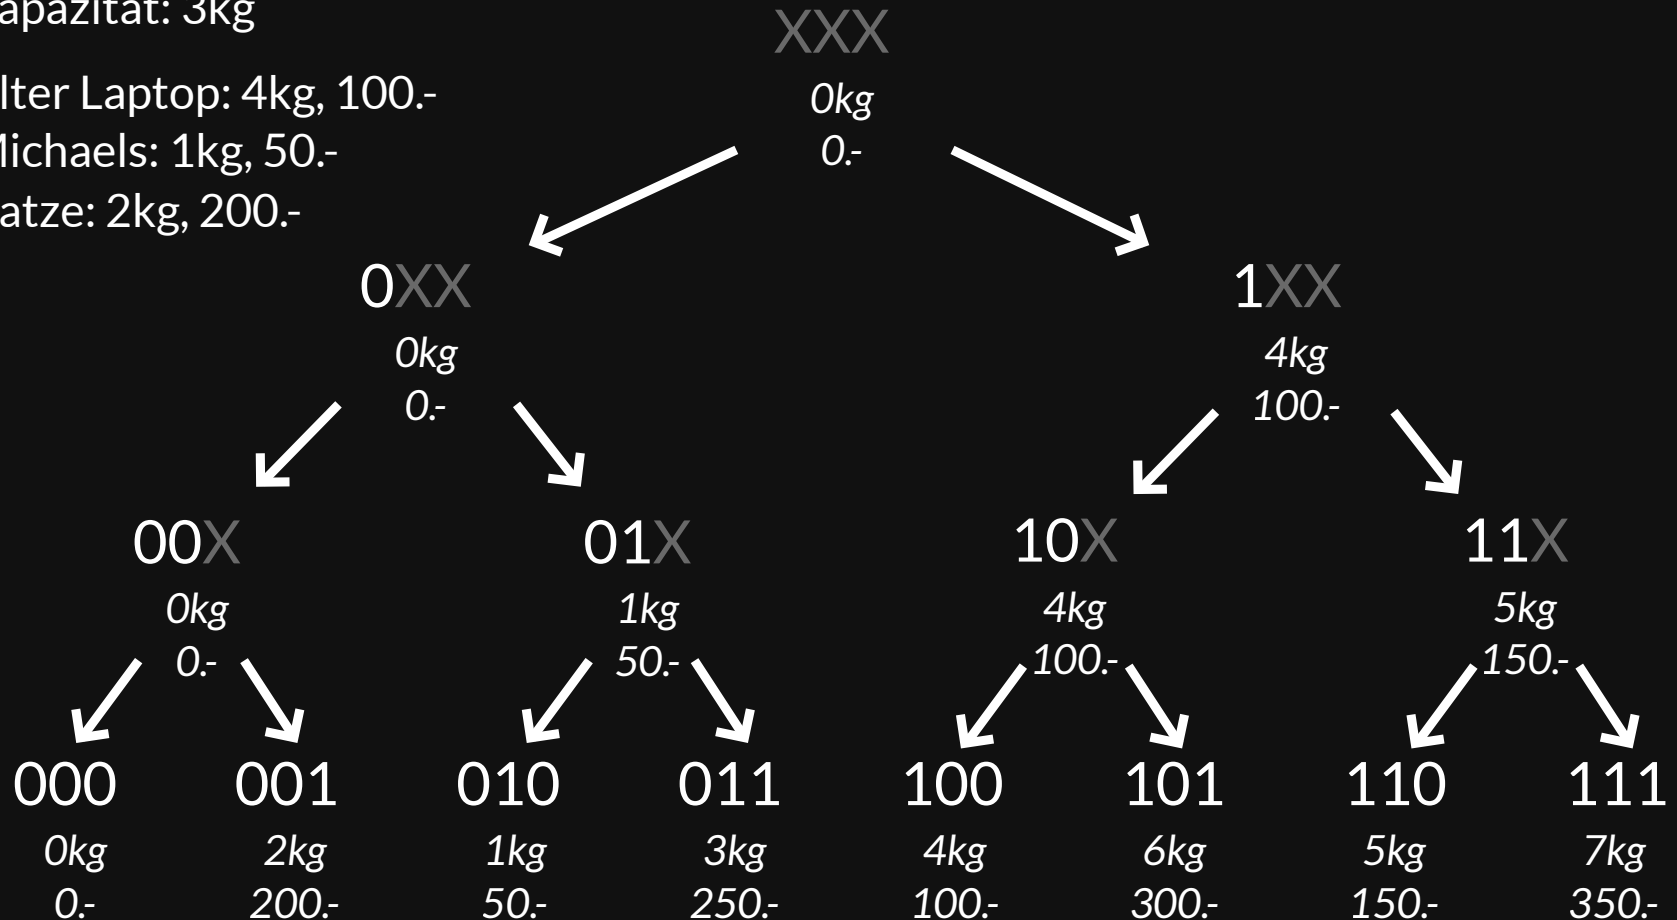 apazität: 3kg
lter Laptop: 4kg, 100.-
ichaels: 1kg, 50.-
atze: 2kg, 200.-
XXX
0kg
0.-
0XX 1XX
0kg 4kg
0.- 100.-
00X 01X 10X 11X
0kg 1kg 4kg 5kg
0.- 50.- 100.- 150.-
000 001 010 011 100 101 110 111
0kg 2kg 1kg 3kg 4kg 6kg 5kg 7kg
0.- 200.- 50.- 250.- 100.- 300.- 150.- 350.-